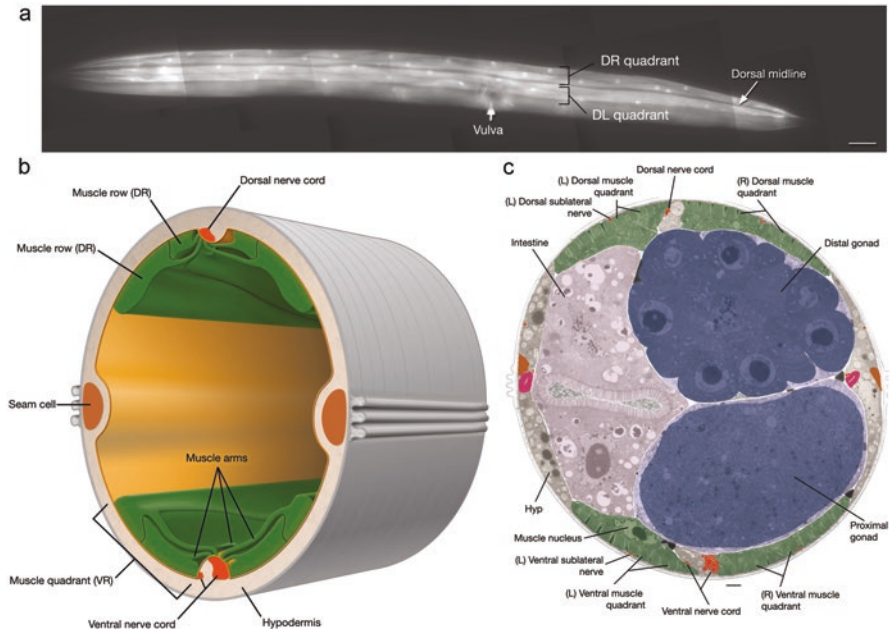 a
DR quadrant
Dorsal midline
DL quadrant
Vulva
b
Muscle row (DR)
Dorsal nerve cord
Muscle row (DR)
Seam cell
Muscle arms
Muscle quadrant (VR)
Ventral nerve cord
Hypodermis
c
Dorsal nerve cord
(L) Dorsal muscle
quadrant
(R) Dorsal muscle
quadrant
(L) Dorsal sublateral
nerve
Intestine
Distal gonad
Hyp
Muscle nucleus
Proximal
gonad
(L) Ventral sublateral
nerve
(L) Ventral muscle
quadrant
Ventral nerve cord
(R) Ventral muscle
quadrant